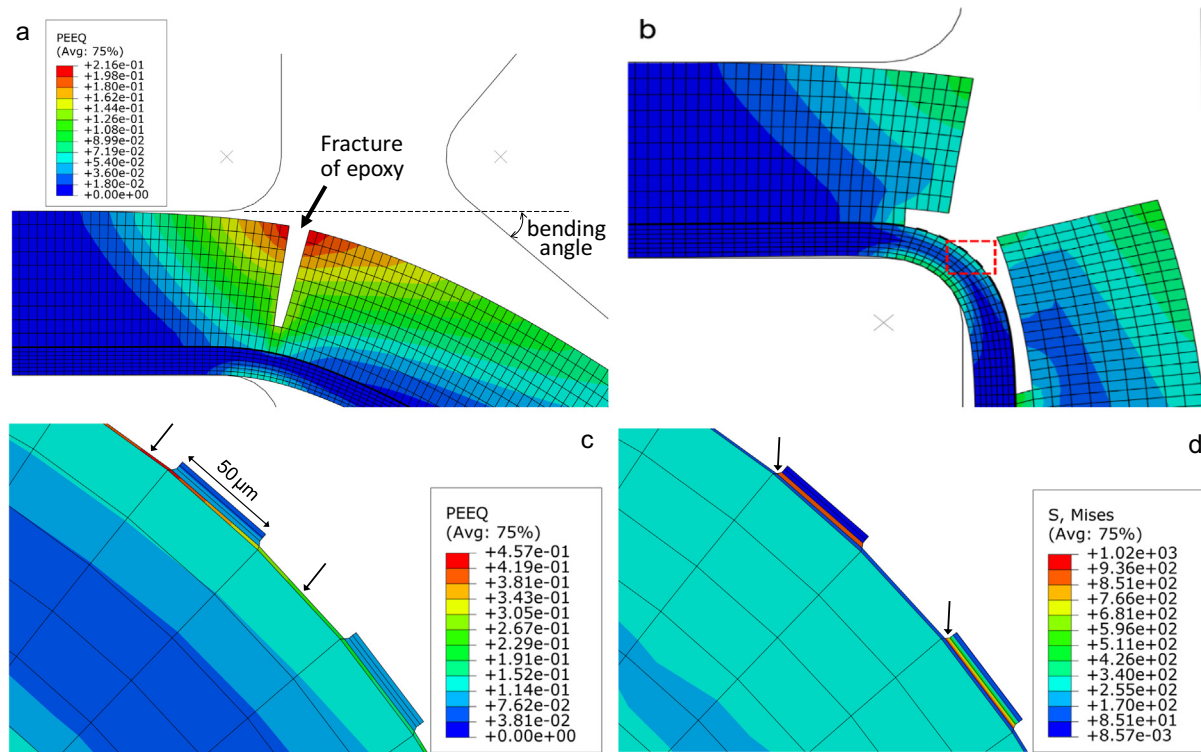 a
PEEQ
(Avg: 75%)
+2.16e-01
+1.98e-01
+1.80e-01
+1.62e-01
+1.44e-01
+1.26e-01
+1.08e-01
+8.99e-02
+7.19e-02
+5.40e-02
+3.60e-02
+1.80e-02
+0.00e+00
Fracture
of epoxy
bending
angle
b
c
50 µm
PEEQ
(Avg: 75%)
+4.57e-01
+4.19e-01
+3.81e-01
+3.43e-01
+3.05e-01
+2.67e-01
+2.29e-01
+1.91e-01
+1.52e-01
+1.14e-01
+7.62e-02
+3.81e-02
+0.00e+00
d
S, Mises
(Avg: 75%)
+1.02e+03
+9.36e+02
+8.51e+02
+7.66e+02
+6.81e+02
+5.96e+02
+5.11e+02
+4.26e+02
+3.40e+02
+2.55e+02
+1.70e+02
+8.51e+01
+8.57e-03